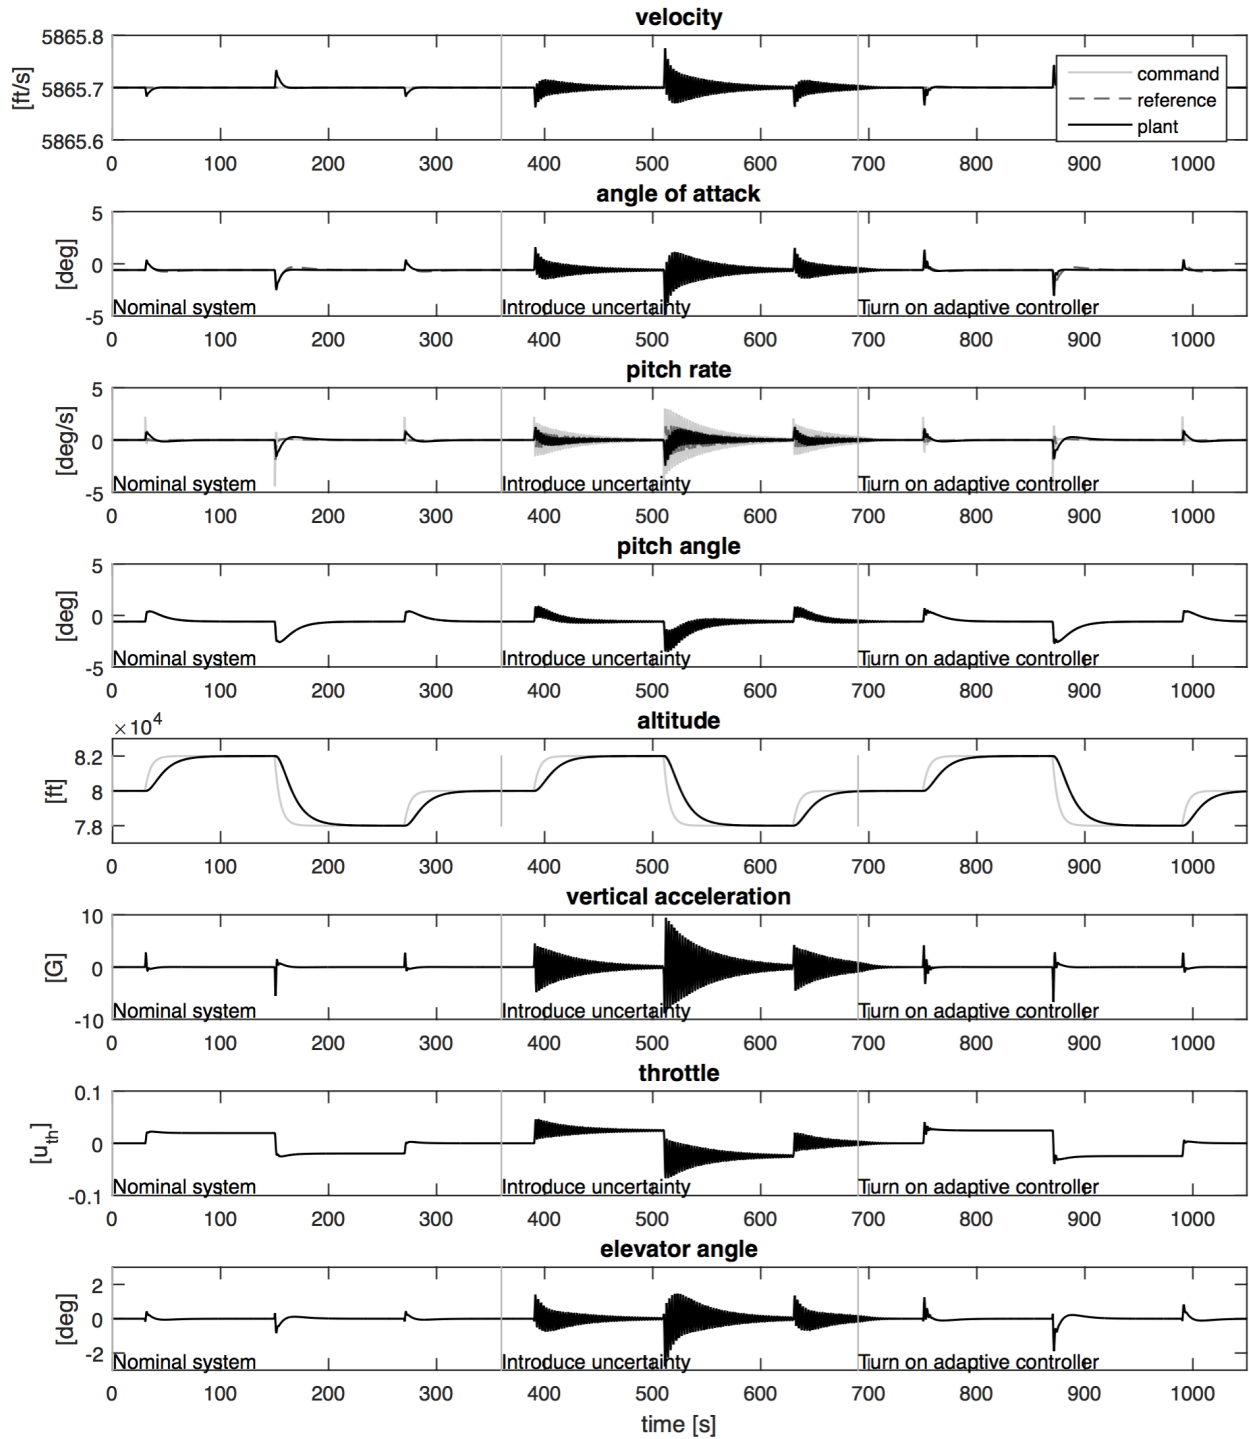 velocity
[ft/s]
5865.8
5865.7
5865.6
command
reference
plant
0 100 200 300 400 500 600 700 800 900 1000
angle of attack
[deg]
5
0
-5
Nominal system Introduce uncertainty Turn on adaptive controller
0 100 200 300 400 500 600 700 800 900 1000
pitch rate
[deg/s]
5
0
-5
Nominal system Introduce uncertainty Turn on adaptive controller
0 100 200 300 400 500 600 700 800 900 1000
pitch angle
[deg]
5
0
-5
Nominal system Introduce uncertainty Turn on adaptive controller
0 100 200 300 400 500 600 700 800 900 1000
×10⁴ altitude
[ft]
8.2
8
7.8
0 100 200 300 400 500 600 700 800 900 1000
vertical acceleration
[G]
10
0
-10
Nominal system Introduce uncertainty Turn on adaptive controller
0 100 200 300 400 500 600 700 800 900 1000
throttle
[u_th]
0.1
0
-0.1
Nominal system Introduce uncertainty Turn on adaptive controller
0 100 200 300 400 500 600 700 800 900 1000
elevator angle
[deg]
2
0
-2
Nominal system Introduce uncertainty Turn on adaptive controller
0 100 200 300 400 500 600 700 800 900 1000
time [s]